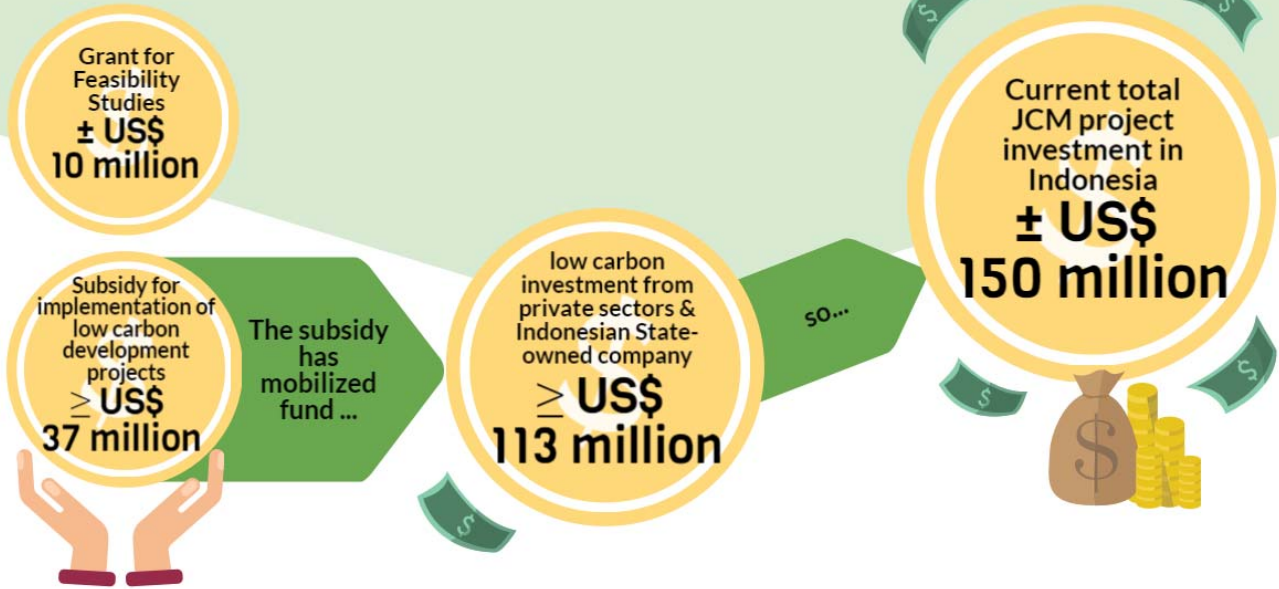 Grant for
Feasibility
Studies
± US$
10 million
Subsidy for
implementation of
low carbon
development
projects
≥ US$
37 million
The subsidy
has
mobilized
fund ...
low carbon
investment from
private sectors &
Indonesian State-
owned company
≥ US$
113 million
so...
Current total
JCM project
investment in
Indonesia
± US$
150 million